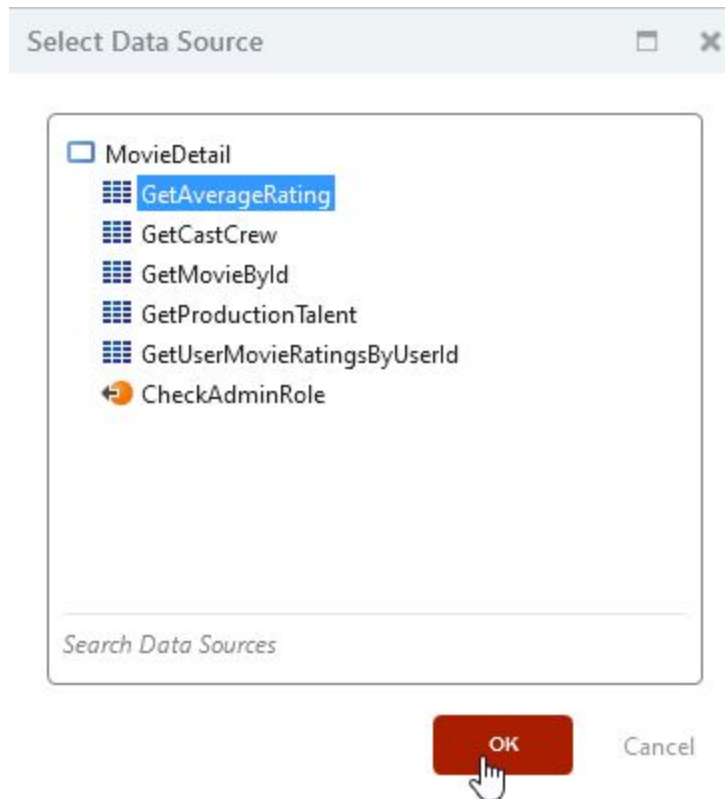 Select Data Source
MovieDetail
GetAverageRating
GetCastCrew
GetMovieById
GetProductionTalent
GetUserMovieRatingsByUserId
CheckAdminRole
Search Data Sources
OK
Cancel